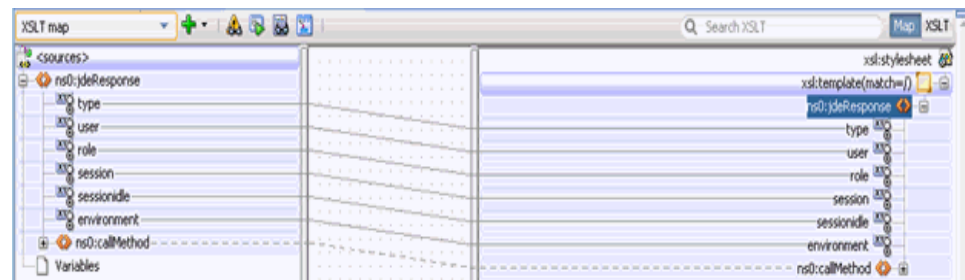 XSLT map
Search XSLT
Map
XSLT
<sources>
ns0:jdeResponse
type
user
role
session
sessionidle
environment
ns0:callMethod
Variables
xsl:stylesheet
xsl:template(match=/)
ns0:jdeResponse
type
user
role
session
sessionidle
environment
ns0:callMethod